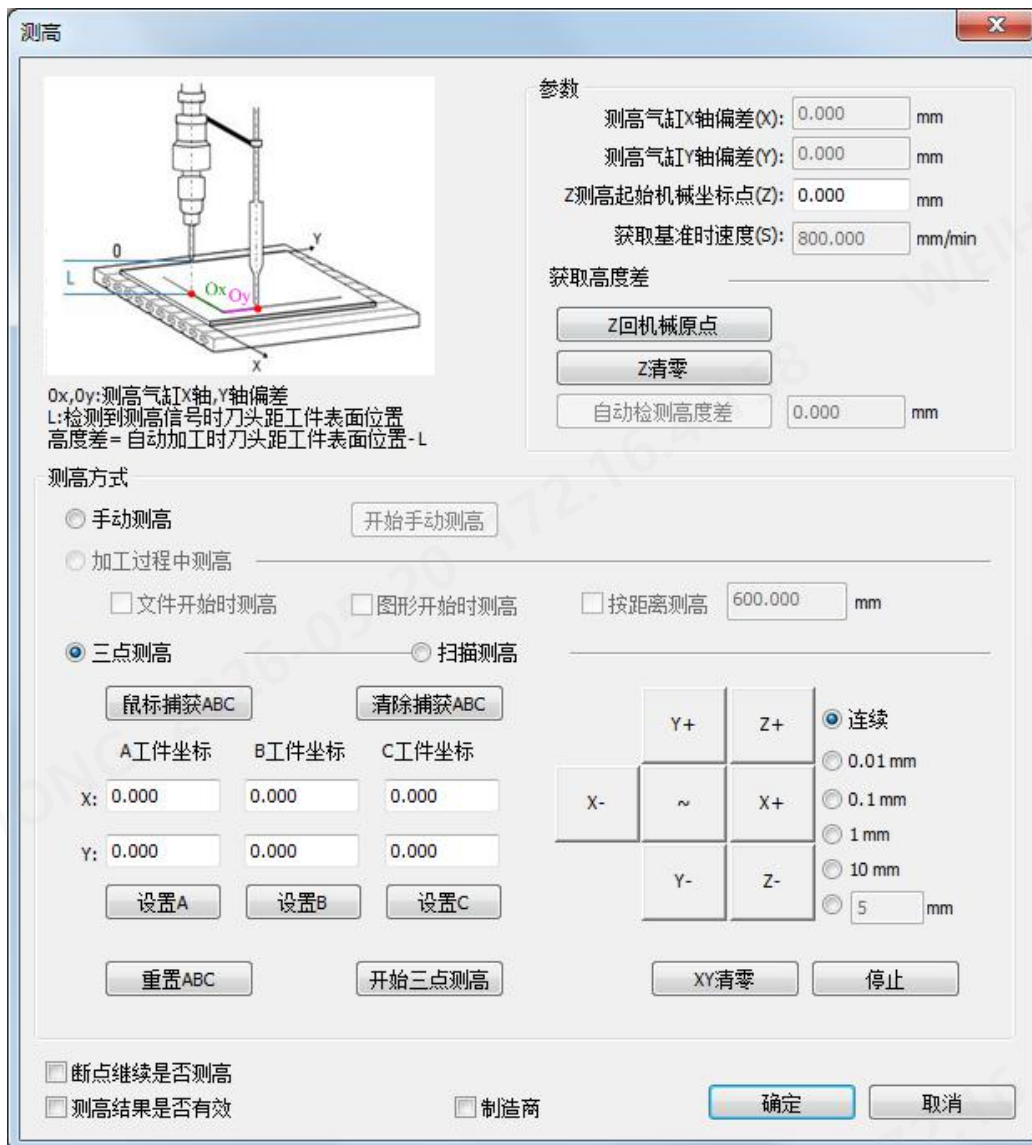 测高
O
L
Ox
Oy
Y
X
Ox,Oy:测高气缸X轴,Y轴偏差
L:检测到测高信号时刀头距工件表面位置
高度差= 自动加工时刀头距工件表面位置-L
参数
测高气缸X轴偏差(X): 0.000 mm
测高气缸Y轴偏差(Y): 0.000 mm
Z测高起始机械坐标点(Z): 0.000 mm
获取基准时速度(S): 800.000 mm/min
获取高度差
Z回机械原点
Z清零
自动检测高度差 0.000 mm
测高方式
手动测高 开始手动测高
加工过程中测高
文件开始时测高 图形开始时测高 按距离测高 600.000 mm
三点测高 扫描测高
鼠标捕获ABC 清除捕获ABC
A工件坐标 B工件坐标 C工件坐标
X: 0.000 0.000 0.000
Y: 0.000 0.000 0.000
设置A 设置B 设置C
重置ABC 开始三点测高
Y+ Z+
X- ~ X+
Y- Z-
连续
0.01 mm
0.1 mm
1 mm
10 mm
5 mm
XY清零 停止
断点继续是否测高
测高结果是否有效 制造商
确定 取消